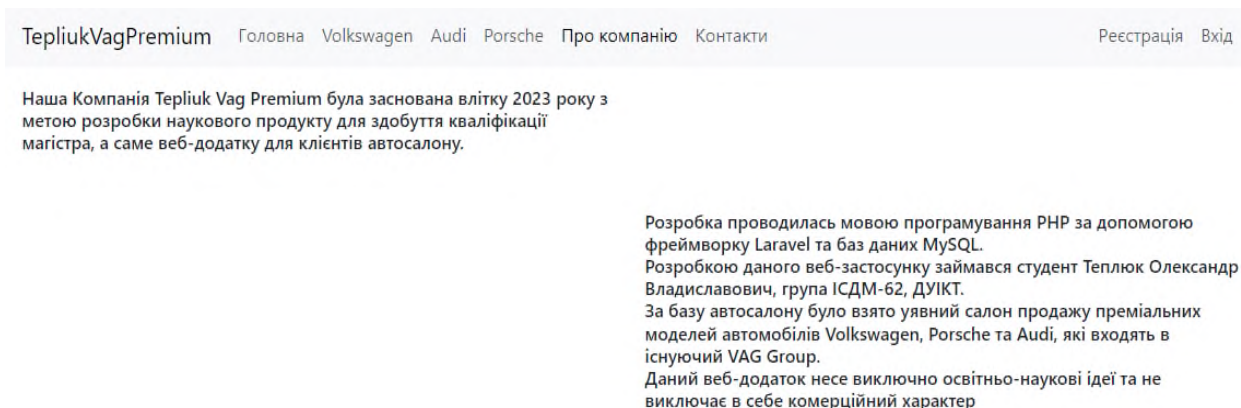 TepliukVagPremium Головна Volkswagen Audi Porsche Про компанію Контакти Реєстрація Вхід
Наша Компанія Tepliuk Vag Premium була заснована влітку 2023 року з
метою розробки наукового продукту для здобуття кваліфікації
магістра, а саме веб-додатку для клієнтів автосалону.
Розробка проводилась мовою програмування PHP за допомогою
фреймворку Laravel та баз даних MySQL.
Розробкою даного веб-застосунку займався студент Теплюк Олександр
Владиславович, група ІСДМ-62, ДУІКТ.
За базу автосалону було взято уявний салон продажу преміальних
моделей автомобілів Volkswagen, Porsche та Audi, які входять в
існуючий VAG Group.
Даний веб-додаток несе виключно освітньо-наукові ідеї та не
виключає в себе комерційний характер